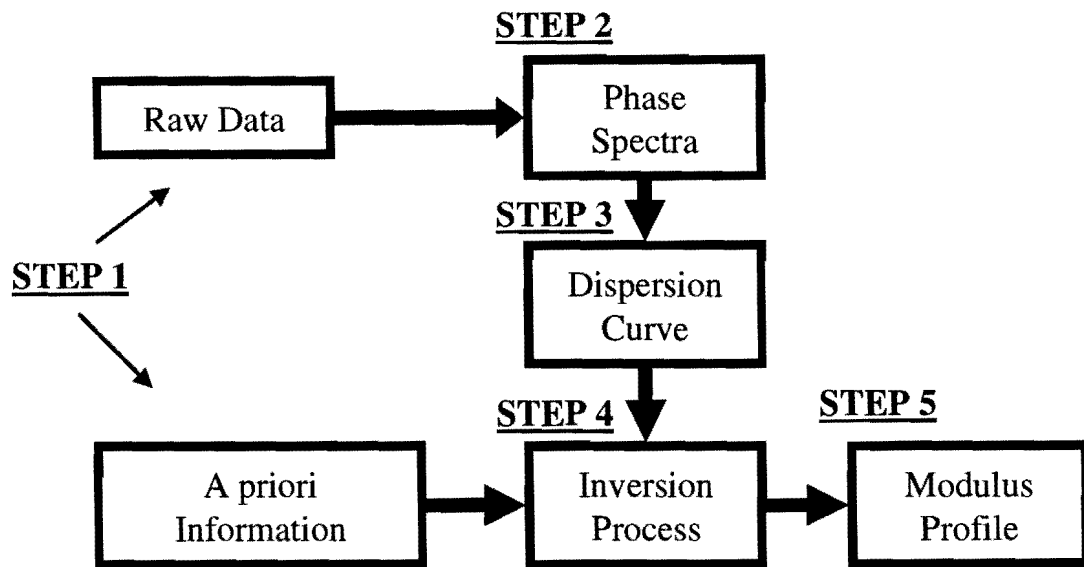 STEP 2
Raw Data
Phase
Spectra
STEP 3
STEP 1
Dispersion
Curve
STEP 4
STEP 5
A priori
Information
Inversion
Process
Modulus
Profile